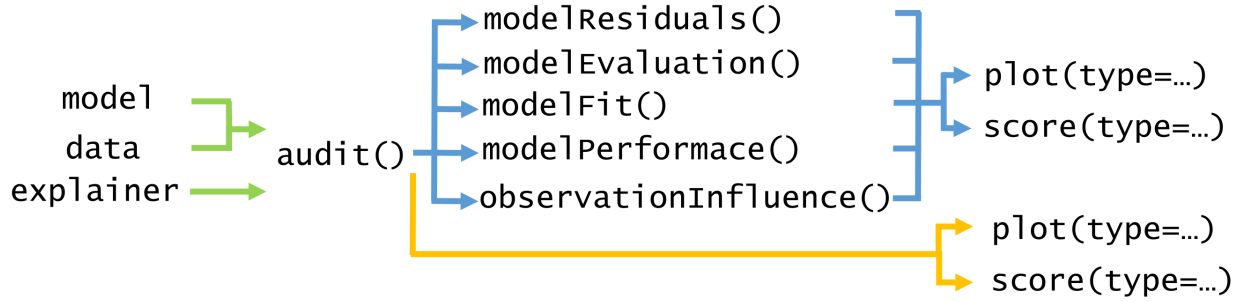 model
data
explainer
audit()
modelResiduals()
modelEvaluation()
modelFit()
modelPerformace()
observationInfluence()
plot(type=…)
score(type=…)
plot(type=…)
score(type=…)